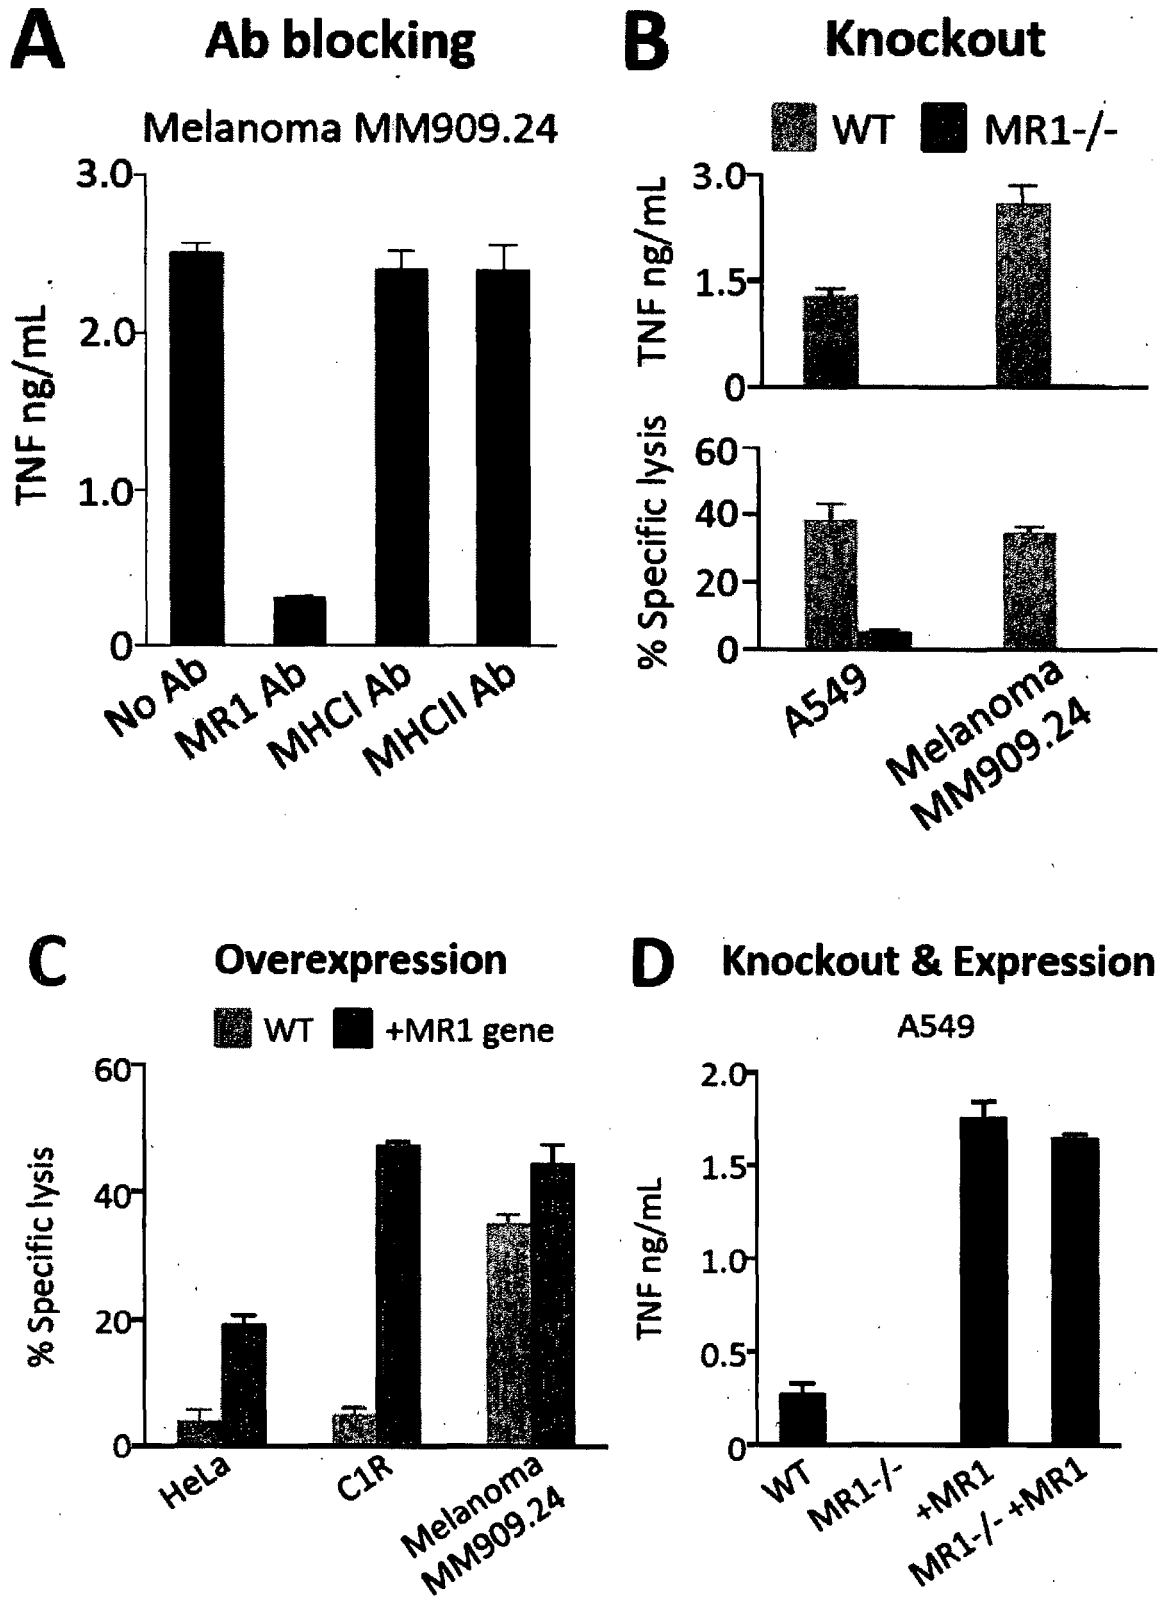 A
Ab blocking
Melanoma MM909.24
TNF ng/mL
3.0
2.0
1.0
0
No Ab
MR1 Ab
MHCI Ab
MHCII Ab
B
Knockout
WT
MR1-/-
TNF ng/mL
3.0
1.5
0
% Specific lysis
60
40
20
0
A549
Melanoma
MM909.24
C
Overexpression
WT
+MR1 gene
% Specific lysis
60
40
20
0
HeLa
C1R
Melanoma
MM909.24
D
Knockout & Expression
A549
TNF ng/mL
2.0
1.5
1.0
0.5
0
WT
MR1-/-
+MR1
MR1-/- +MR1